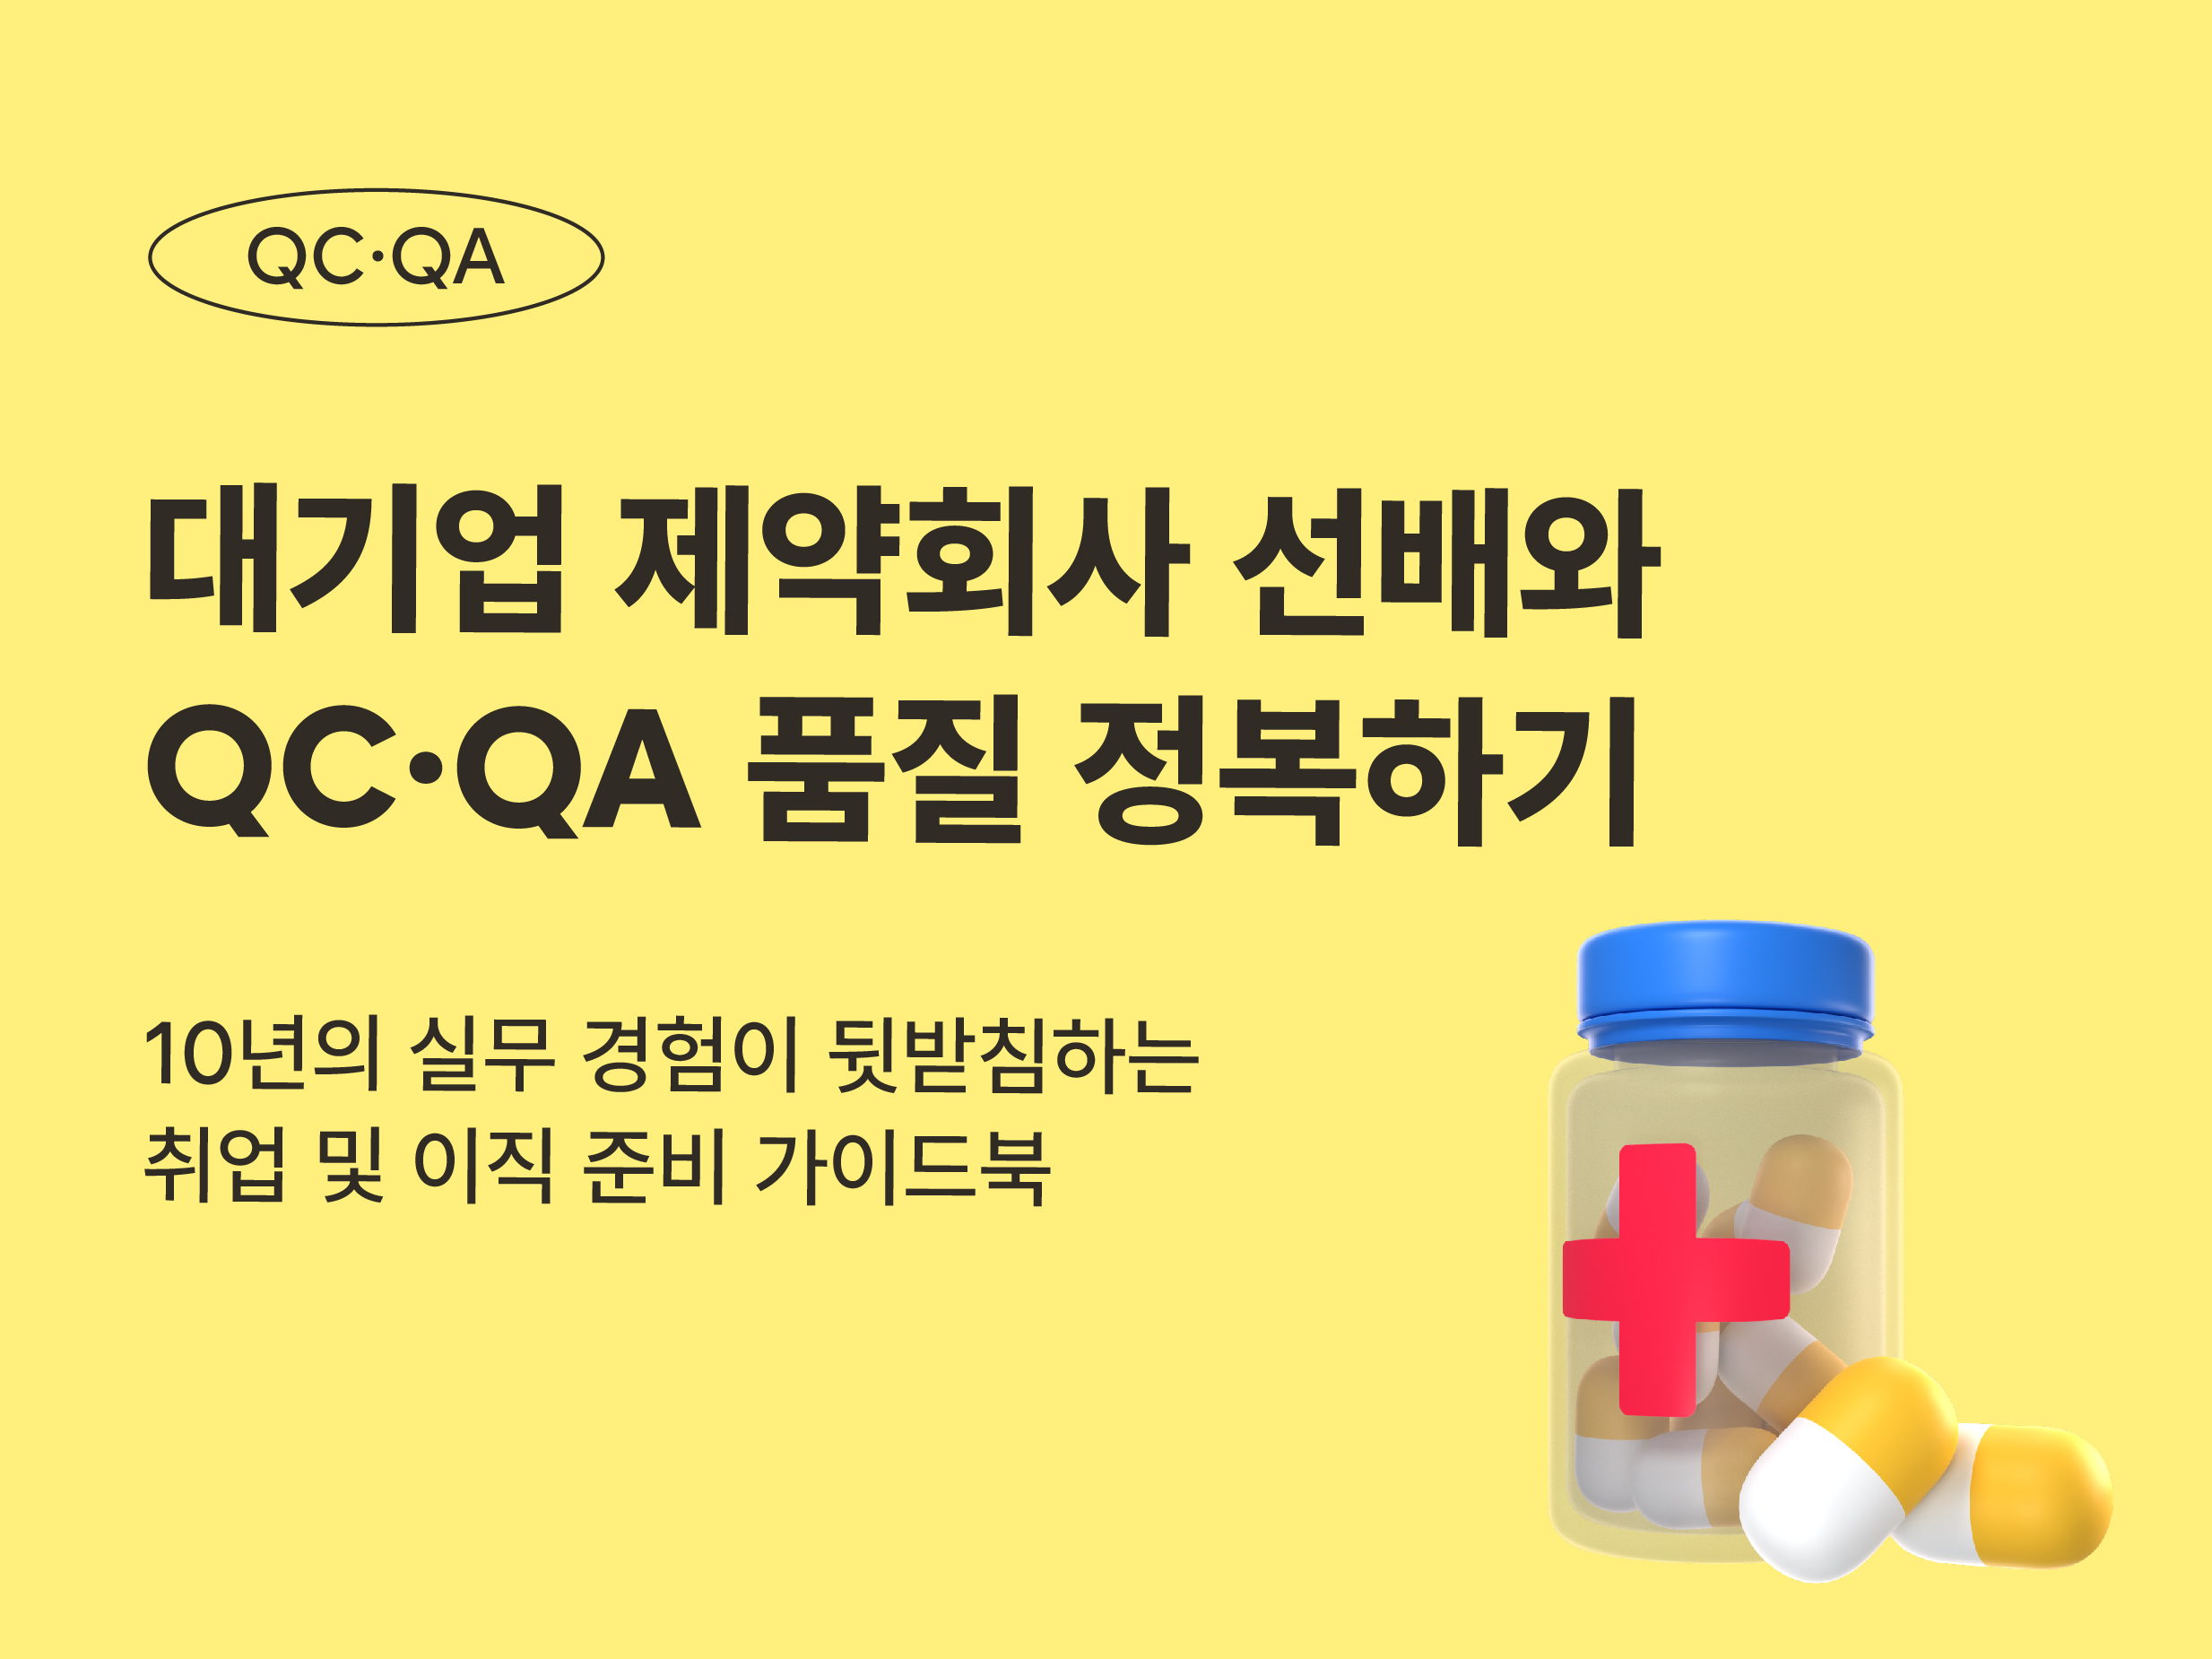 QC·QA
대기업 제약회사 선배와
QC·QA 품질 정복하기
10년의 실무 경험이 뒷받침하는
취업 및 이직 준비 가이드북